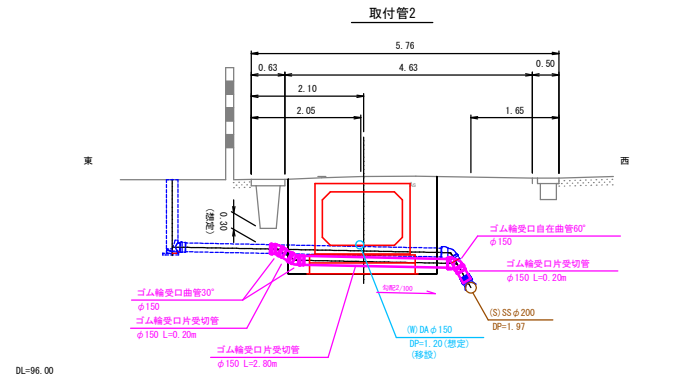 取付管2
5.76
0.63
4.63
0.50
2.10
2.05
1.65
東
西
0.30
(想定)
ゴム輪受口自在曲管60°
φ150
ゴム輪受口片受切管
φ150 L=0.20m
ゴム輪受口曲管30°
φ150
ゴム輪受口片受切管
φ150 L=0.20m
勾配2/100
(S)SSφ200
DP=1.97
(W)DAφ150
DP=1.20(想定)
(移設)
ゴム輪受口片受切管
φ150 L=2.80m
DL=96.00